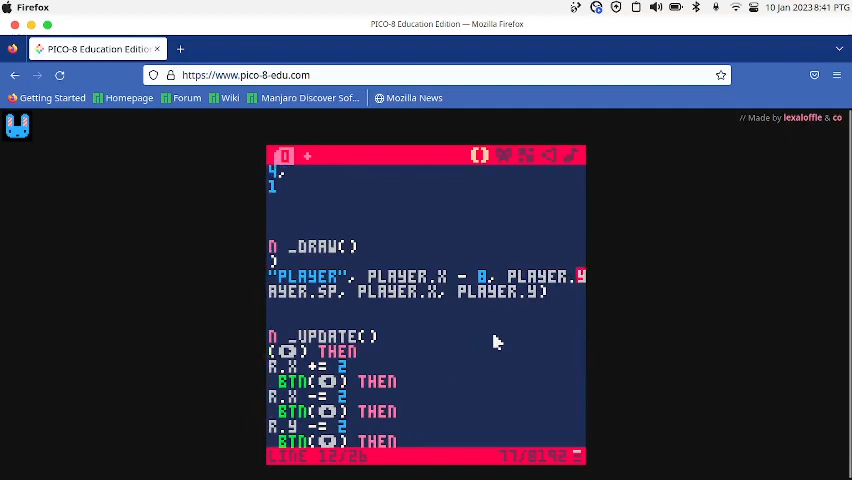 Firefox
10 Jan 2023 8:41 PTG
PICO-8 Education Edition — Mozilla Firefox
PICO-8 Education Edition
https://www.pico-8-edu.com
Getting Started
Homepage
Forum
Wiki
Manjaro Discover Sof...
Mozilla News
// Made by lexaloffle & co
0 +
4,
1
N _DRAW()
)
"PLAYER", PLAYER.X - 8, PLAYER.Y
AYER.SP, PLAYER.X, PLAYER.Y)
N _UPDATE()
() THEN
R.X += 2
BTN() THEN
R.X -= 2
BTN() THEN
R.Y -= 2
BTN() THEN
LINE 12/26
77/8192